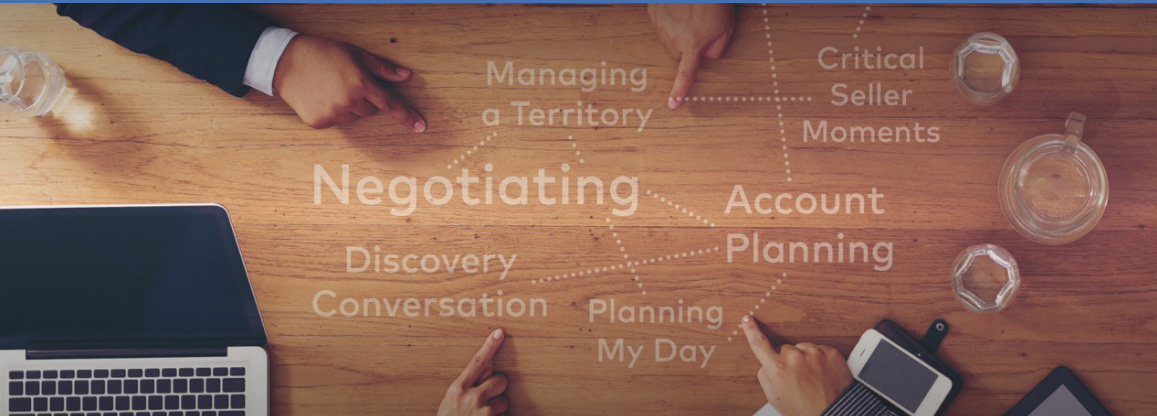 Managing
a Territory
Critical
Seller
Moments
Negotiating
Account
Planning
Discovery
Conversation
Planning
My Day